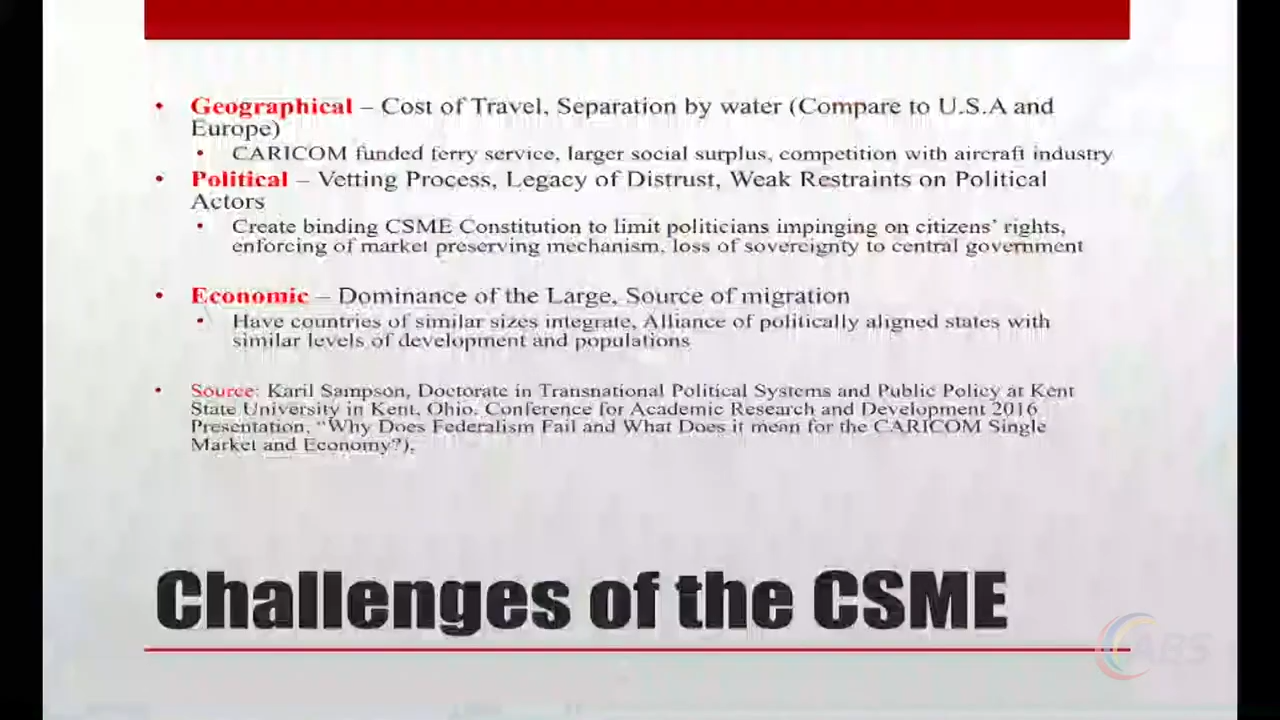 • Geographical – Cost of Travel, Separation by water (Compare to U.S.A and
Europe)
• CARICOM funded ferry service, larger social surplus, competition with aircraft industry
• Political – Vetting Process, Legacy of Distrust, Weak Restraints on Political
Actors
• Create binding CSME Constitution to limit politicians impinging on citizens' rights,
enforcing of market preserving mechanism, loss of sovereignty to central government
• Economic – Dominance of the Large, Source of migration
• Have countries of similar sizes integrate, Alliance of politically aligned states with
similar levels of development and populations
• Source: Karil Sampson, Doctorate in Transnational Political Systems and Public Policy at Kent
State University in Kent, Ohio. Conference for Academic Research and Development 2016
Presentation, "Why Does Federalism Fail and What Does it mean for the CARICOM Single
Market and Economy?).
Challenges of the CSME
ABS